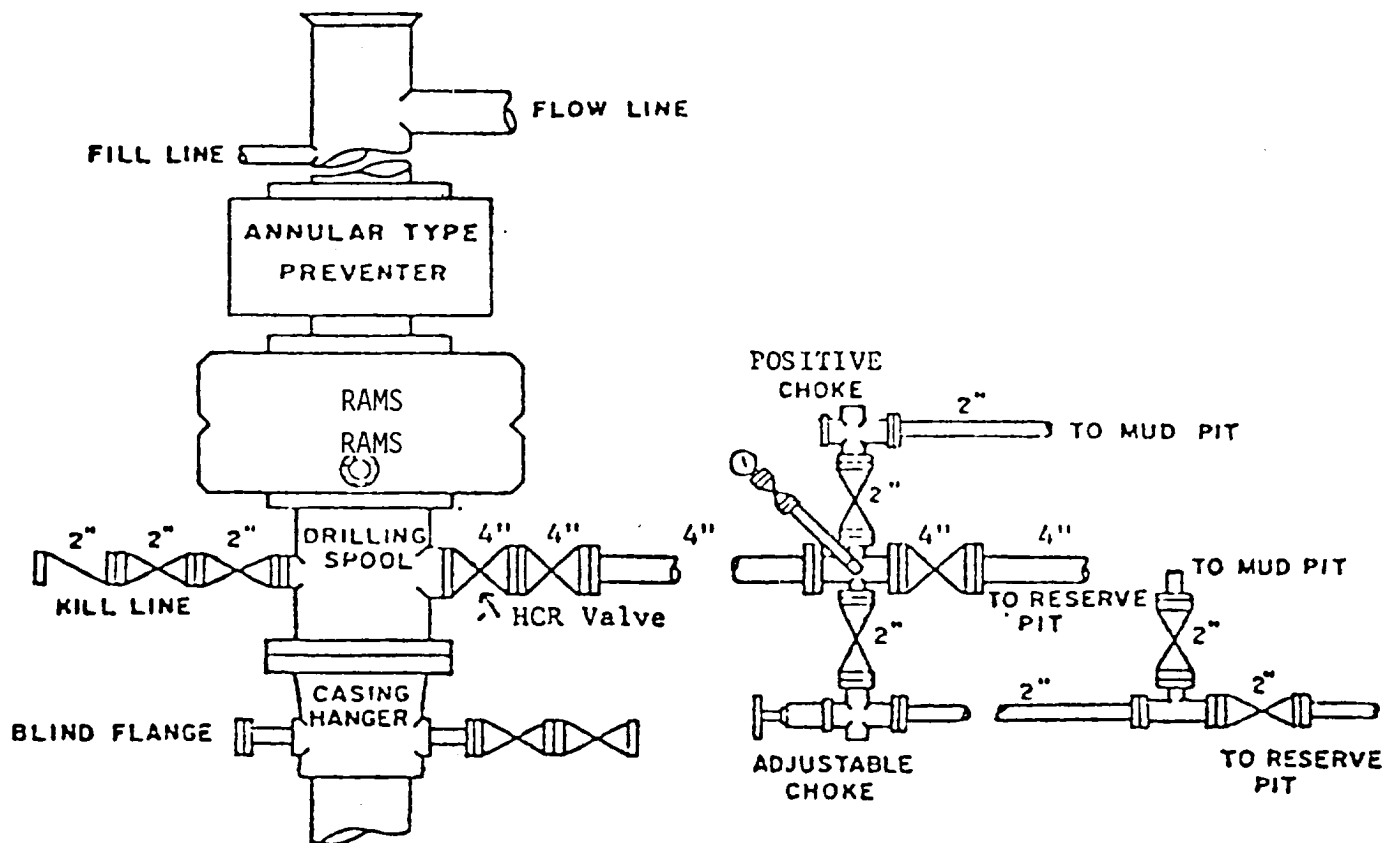 FLOW LINE
FILL LINE
ANNULAR TYPE
PREVENTER
RAMS
RAMS
POSITIVE
CHOKE
2"
TO MUD PIT
2"
2" 2" 2"
DRILLING
SPOOL
4" 4" 4"
4" 4"
KILL LINE
HCR Valve
TO RESERVE
PIT
TO MUD PIT
2"
2"
CASING
HANGER
2"
2"
BLIND FLANGE
ADJUSTABLE
CHOKE
TO RESERVE
PIT